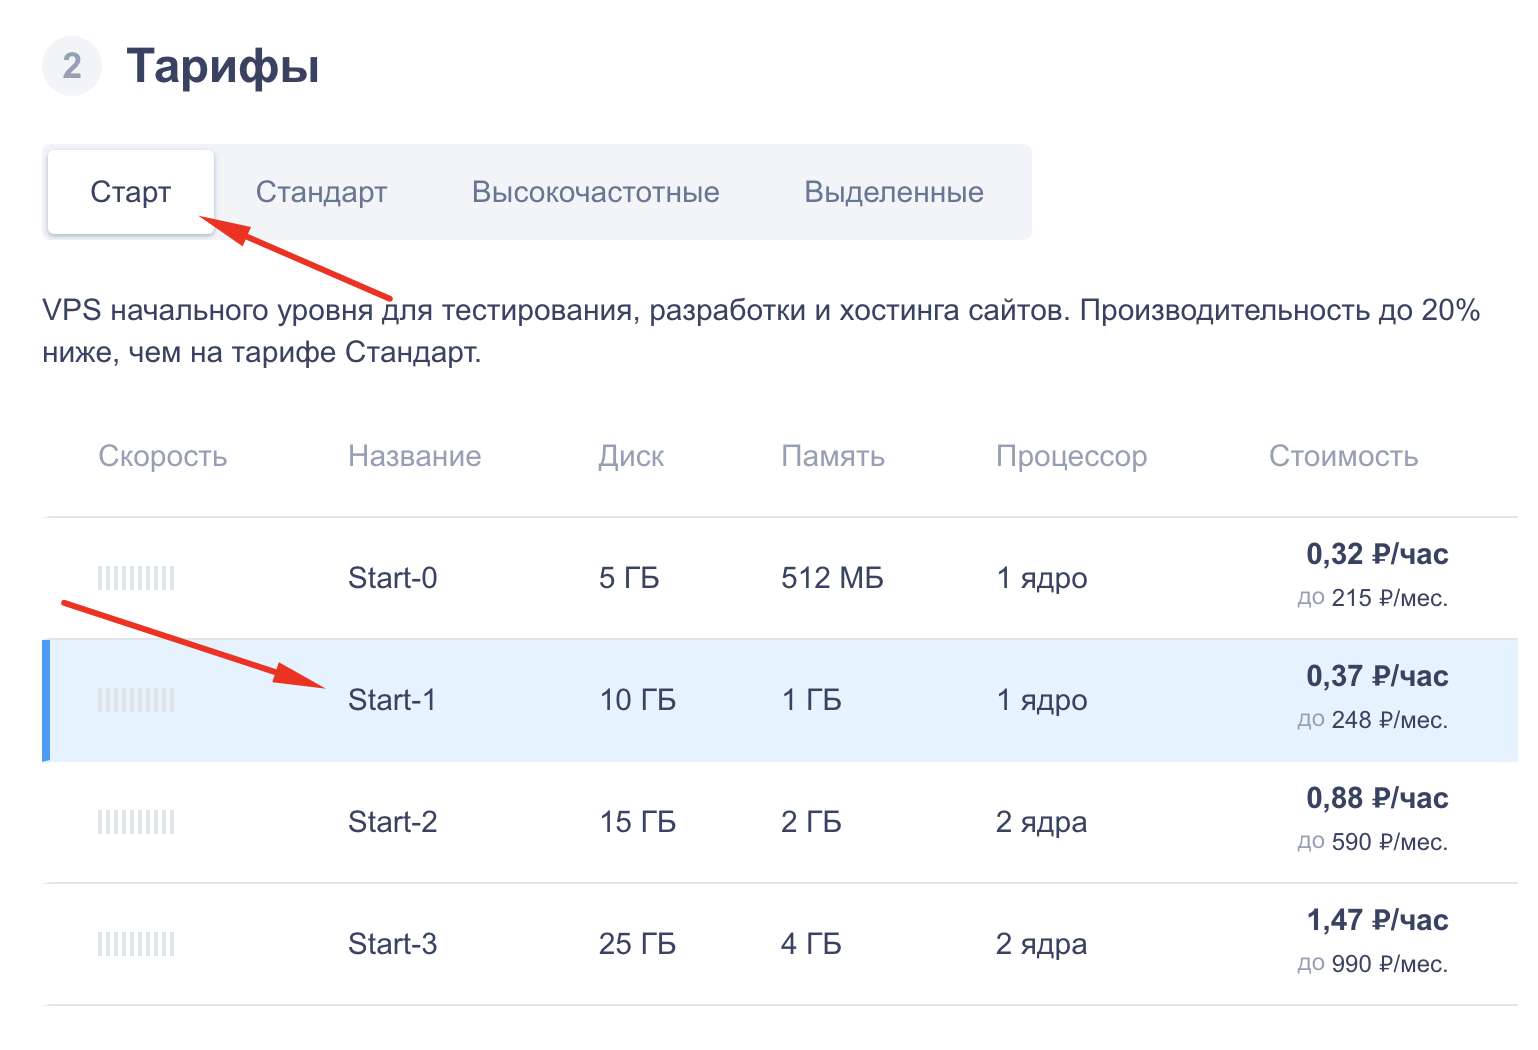 2 Тарифы
Старт Стандарт Высокочастотные Выделенные
VPS начального уровня для тестирования, разработки и хостинга сайтов. Производительность до 20%
ниже, чем на тарифе Стандарт.
Скорость Название Диск Память Процессор Стоимость
Start-0 5 ГБ 512 МБ 1 ядро 0,32 ₽/час
до 215 ₽/мес.
Start-1 10 ГБ 1 ГБ 1 ядро 0,37 ₽/час
до 248 ₽/мес.
Start-2 15 ГБ 2 ГБ 2 ядра 0,88 ₽/час
до 590 ₽/мес.
Start-3 25 ГБ 4 ГБ 2 ядра 1,47 ₽/час
до 990 ₽/мес.